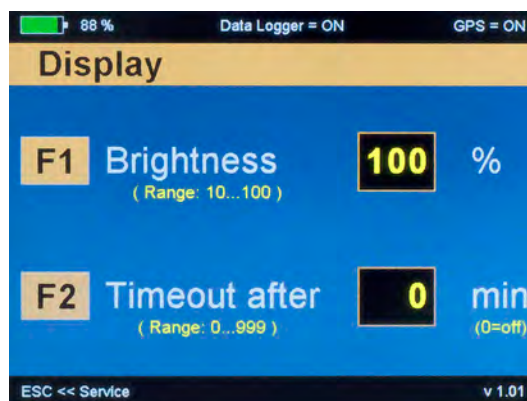 88 % Data Logger = ON GPS = ON
Display
F1 Brightness 100 %
( Range: 10...100 )
F2 Timeout after 0 min
( Range: 0...999 ) (0=off)
ESC << Service v 1.01